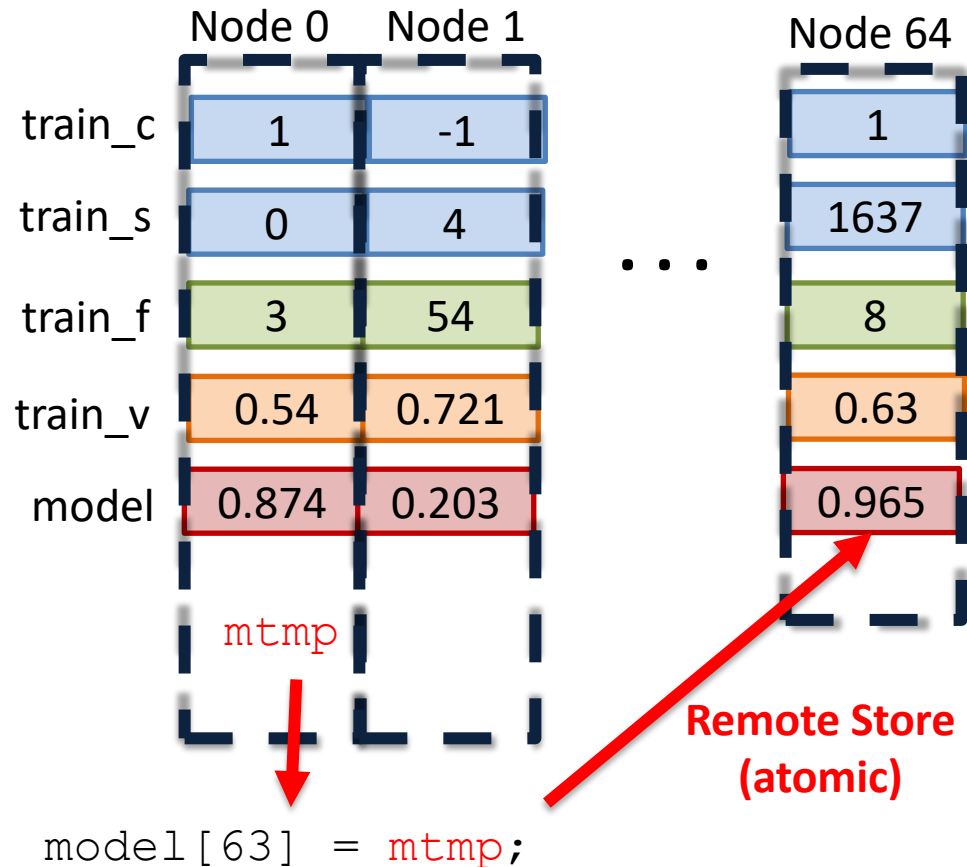 Node 0 Node 1 Node 64
train_c 1 -1 1
train_s 0 4 1637
...
train_f 3 54 8
train_v 0.54 0.721 0.63
model 0.874 0.203 0.965
mtmp
Remote Store
(atomic)
model[63] = mtmp;